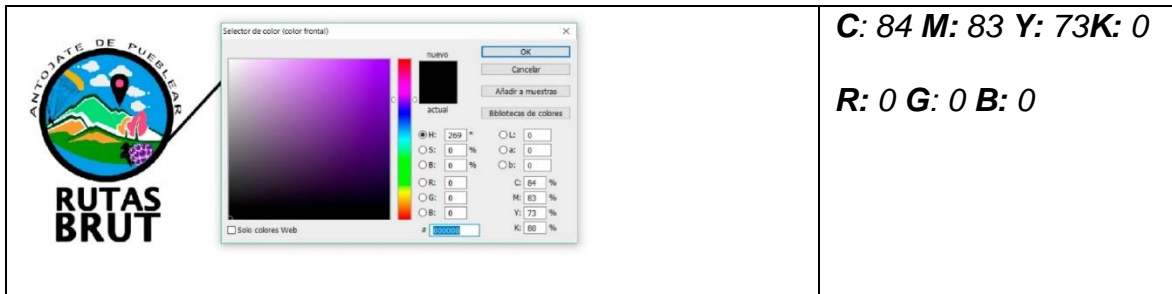 ANTOJATE DE PUEBLEAR
RUTAS
BRUT
Selector de color (color frontal)
nuevo
actual
OK
Cancelar
Añadir a muestras
Bibliotecas de colores
H: 269 °
S: 0 %
B: 0 %
R: 0
G: 0
B: 0
L: 0
a: 0
b: 0
C: 84 %
M: 83 %
Y: 73 %
K: 80 %
# 000000
Solo colores Web
C: 84 M: 83 Y: 73K: 0
R: 0 G: 0 B: 0